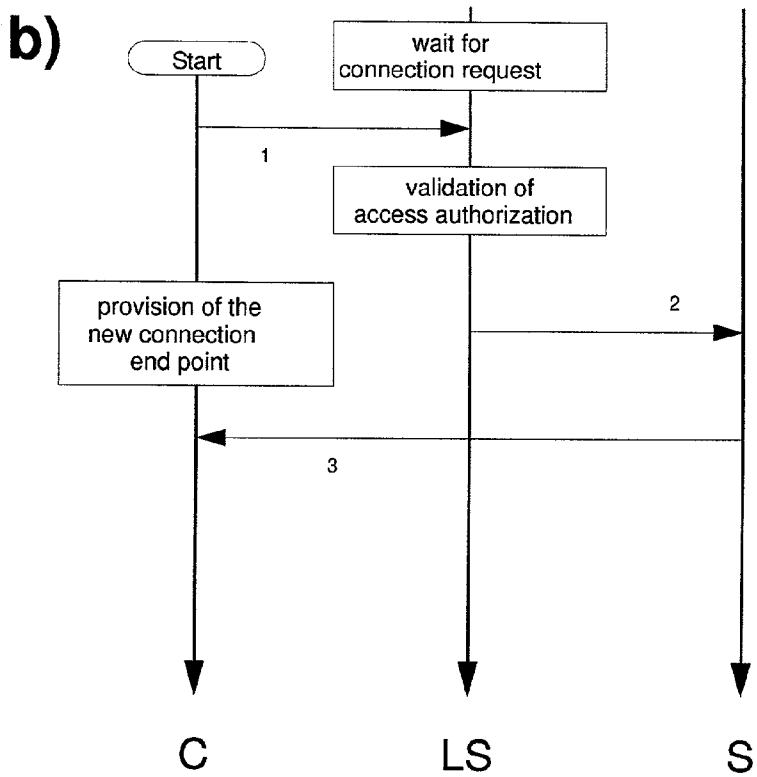 b)
Start
wait for
connection request
1
validation of
access authorization
provision of the
new connection
end point
2
3
C
LS
S